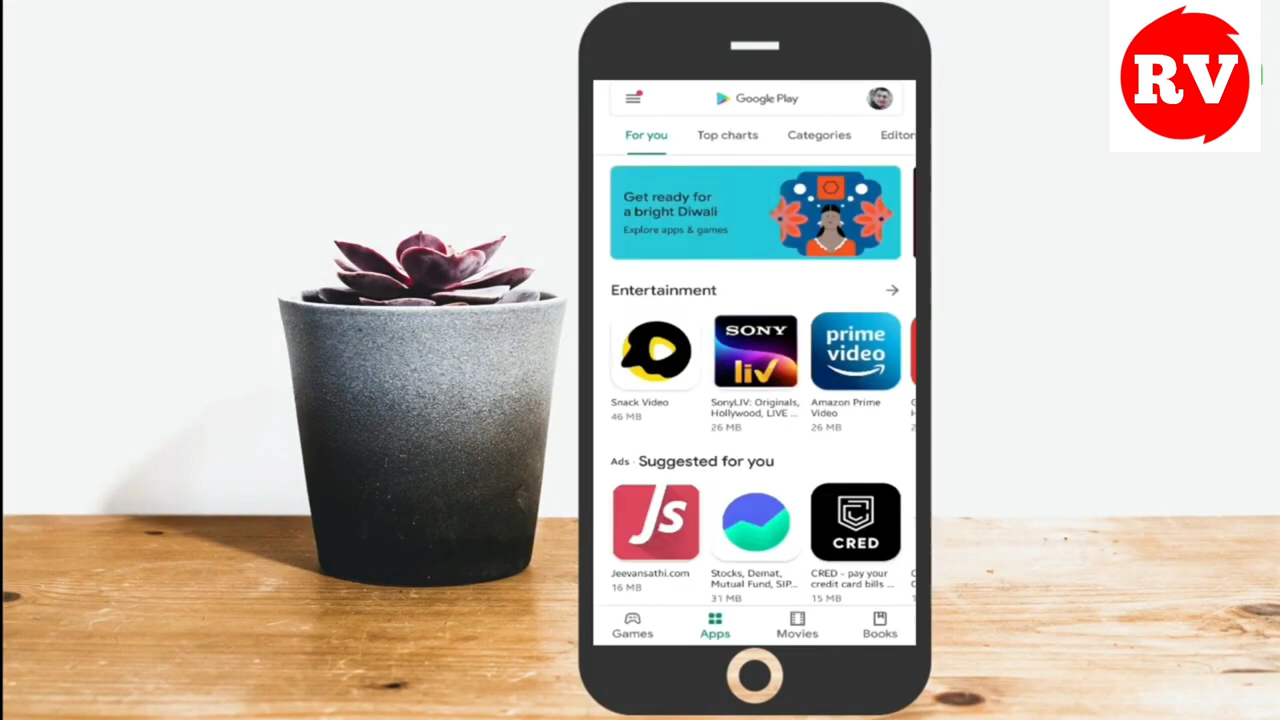 RV
Google Play
For you Top charts Categories Editor
Get ready for
a bright Diwali
Explore apps & games
Entertainment
SONY
liv
prime
video
Snack Video
46 MB
SonyLIV: Originals,
Hollywood, LIVE ...
26 MB
Amazon Prime
Video
26 MB
Ads · Suggested for you
Js
CRED
Jeevansathi.com
16 MB
Stocks, Demat,
Mutual Fund, SIP...
31 MB
CRED - pay your
credit card bills ...
15 MB
Games Apps Movies Books